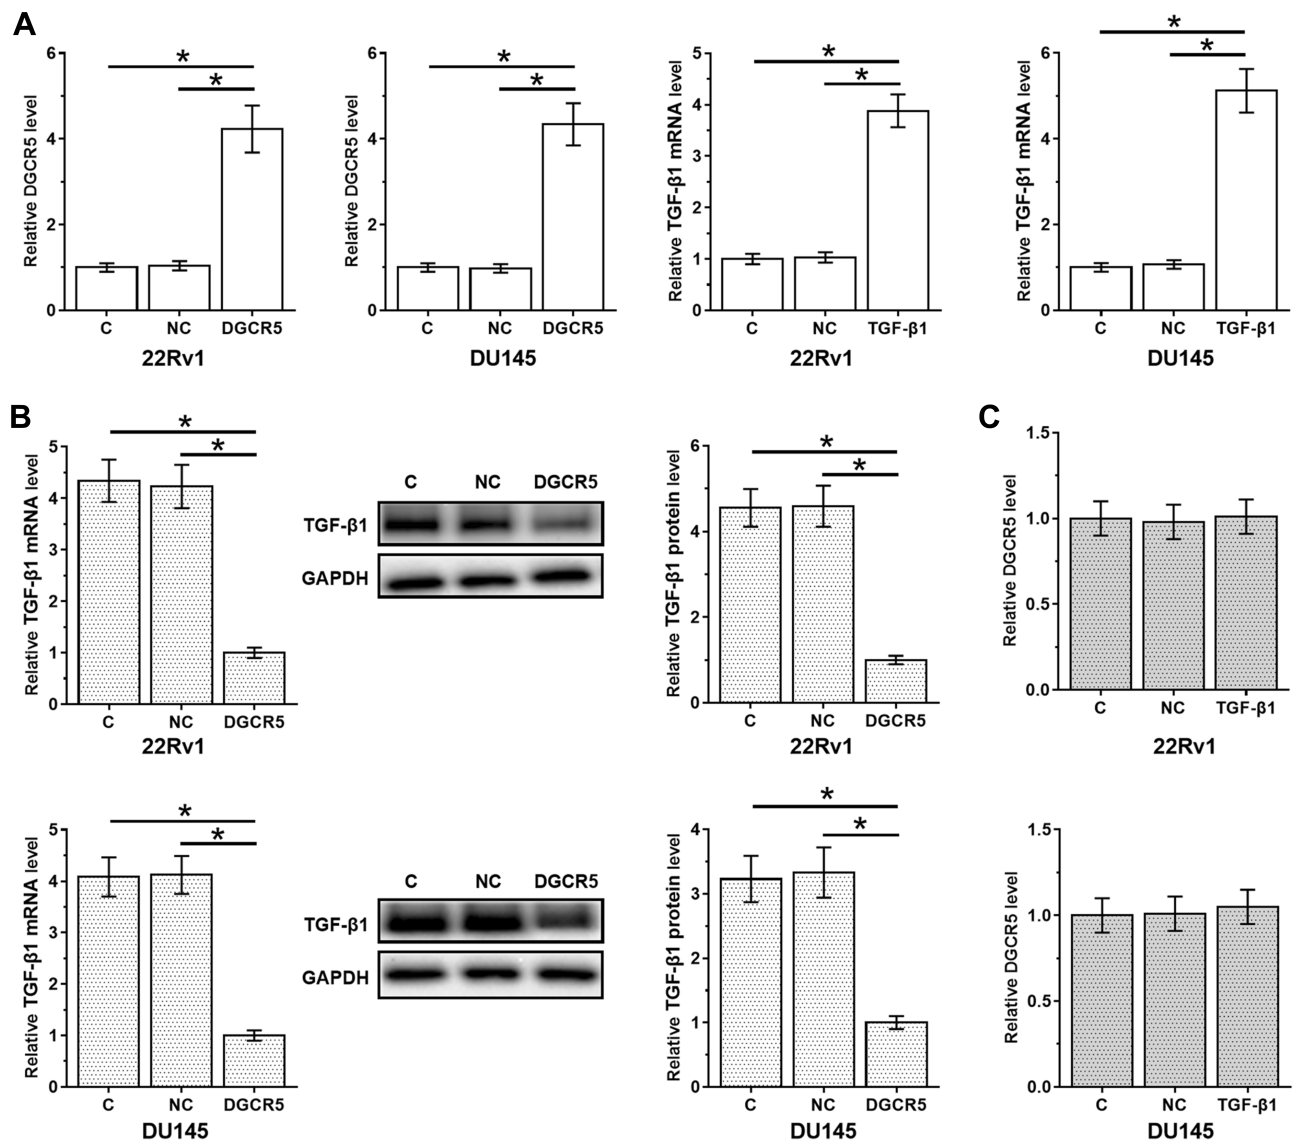 A
Relative DGCR5 level
6
4
2
0
* 
*
C NC DGCR5
22Rv1
Relative DGCR5 level
6
4
2
0
*
*
C NC DGCR5
DU145
Relative TGF-β1 mRNA level
5
4
3
2
1
0
*
*
C NC TGF-β1
22Rv1
Relative TGF-β1 mRNA level
6
4
2
0
*
*
C NC TGF-β1
DU145
B
Relative TGF-β1 mRNA level
5
4
3
2
1
0
*
*
C NC DGCR5
22Rv1
C NC DGCR5
TGF-β1
GAPDH
Relative TGF-β1 protein level
6
4
2
0
*
*
C NC DGCR5
22Rv1
C
Relative DGCR5 level
1.5
1.0
0.5
0.0
C NC TGF-β1
22Rv1
Relative TGF-β1 mRNA level
5
4
3
2
1
0
*
*
C NC DGCR5
DU145
C NC DGCR5
TGF-β1
GAPDH
Relative TGF-β1 protein level
4
3
2
1
0
*
*
C NC DGCR5
DU145
Relative DGCR5 level
1.5
1.0
0.5
0.0
C NC TGF-β1
DU145